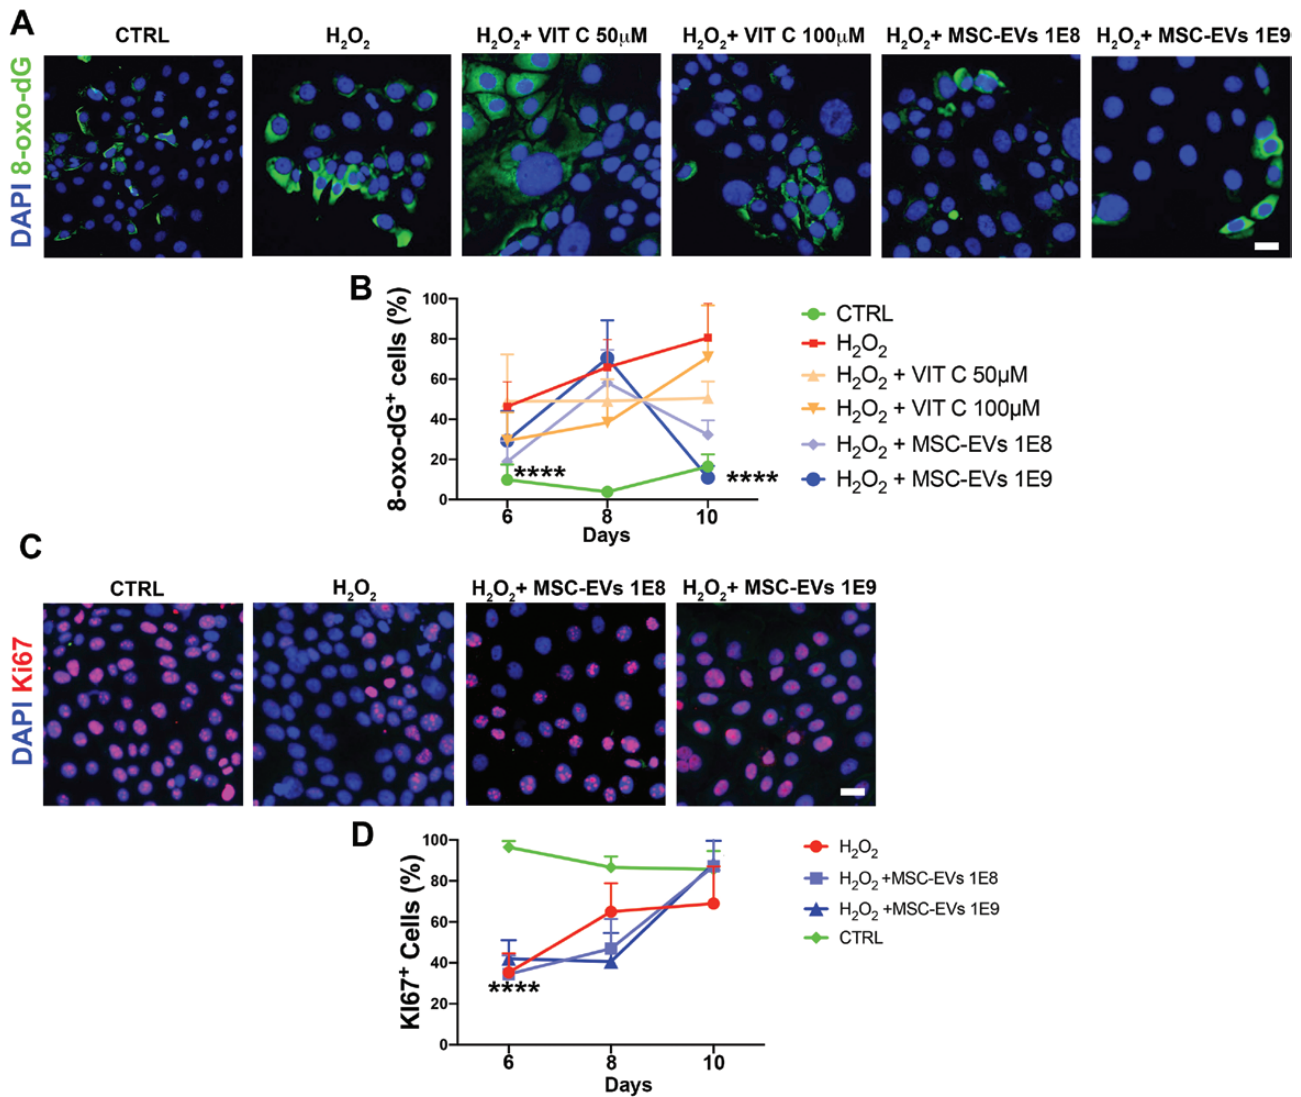 A
CTRL
H₂O₂
H₂O₂+ VIT C 50μM
H₂O₂+ VIT C 100μM
H₂O₂+ MSC-EVs 1E8
H₂O₂+ MSC-EVs 1E9
DAPI 8-oxo-dG
B
8-oxo-dG⁺ cells (%)
100
80
60
40
20
0
****
****
6
8
10
Days
CTRL
H₂O₂
H₂O₂ + VIT C 50μM
H₂O₂ + VIT C 100μM
H₂O₂ + MSC-EVs 1E8
H₂O₂ + MSC-EVs 1E9
C
CTRL
H₂O₂
H₂O₂+ MSC-EVs 1E8
H₂O₂+ MSC-EVs 1E9
DAPI Ki67
D
KI67⁺ Cells (%)
100
80
60
40
20
0
****
6
8
10
Days
H₂O₂
H₂O₂ +MSC-EVs 1E8
H₂O₂ +MSC-EVs 1E9
CTRL